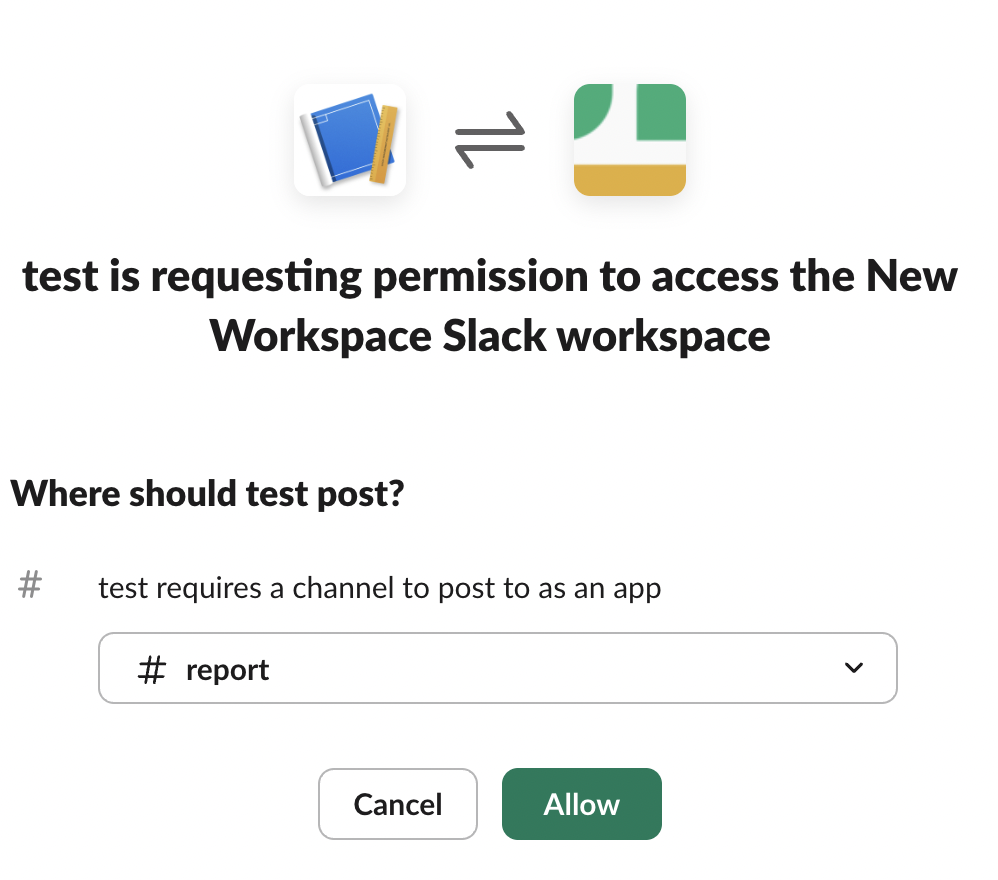 test is requesting permission to access the New
Workspace Slack workspace
Where should test post?
# test requires a channel to post to as an app
# report
Cancel Allow